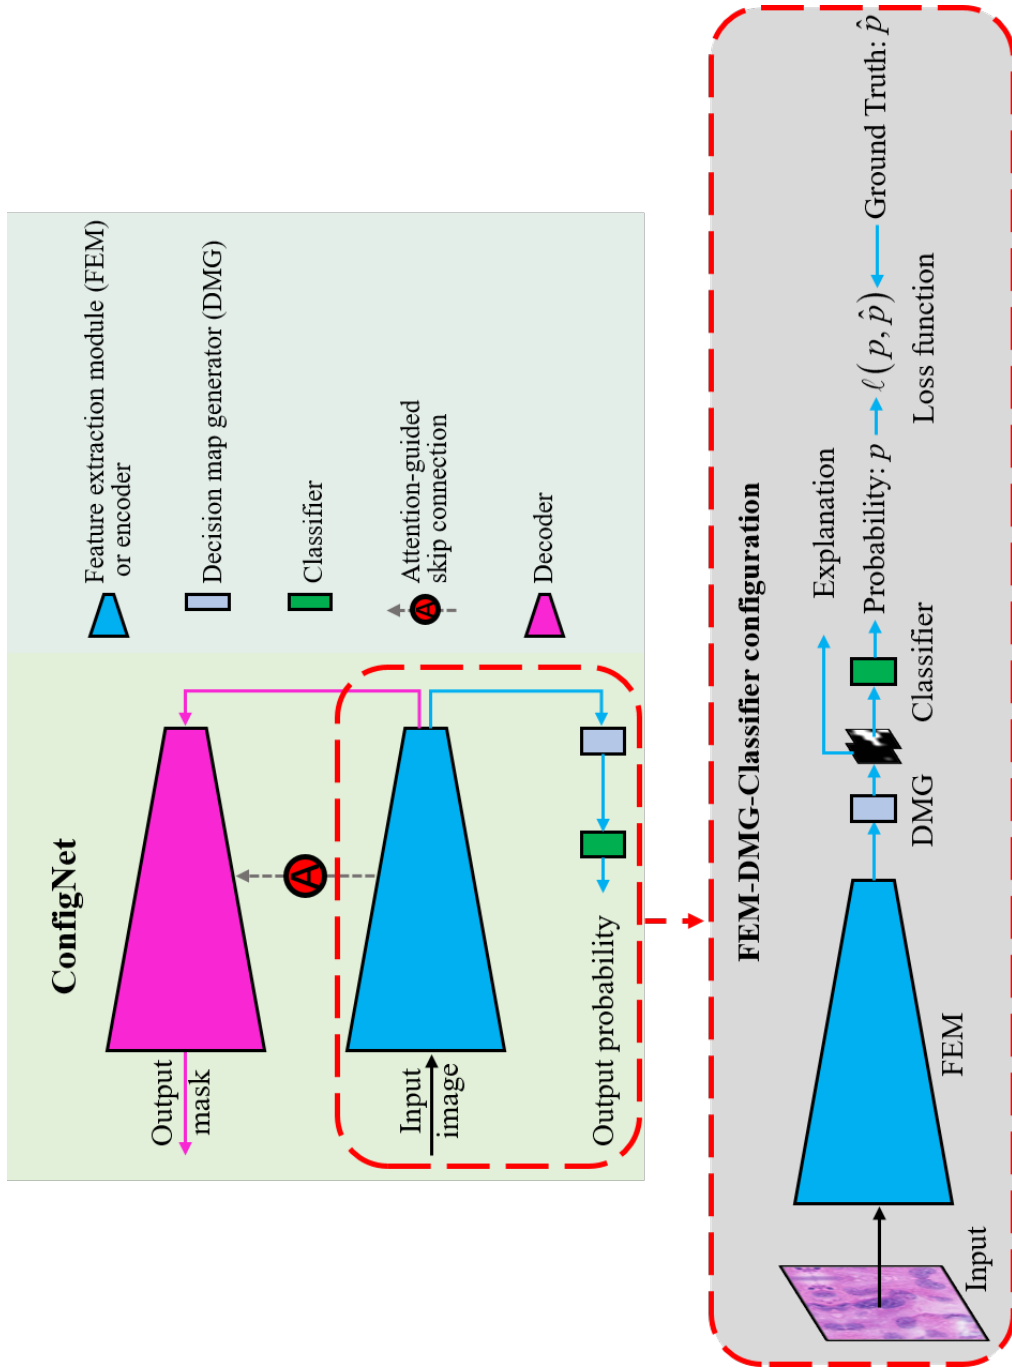 ConfigNet
Output
mask
A
Input
image
Output probability
Feature extraction module (FEM)
or encoder
Decision map generator (DMG)
Classifier
A
Attention-guided
skip connection
Decoder
FEM-DMG-Classifier configuration
Explanation
Probability: p
ℓ(p, p̂)
Ground Truth: p̂
Input
FEM
DMG
Classifier
Loss function